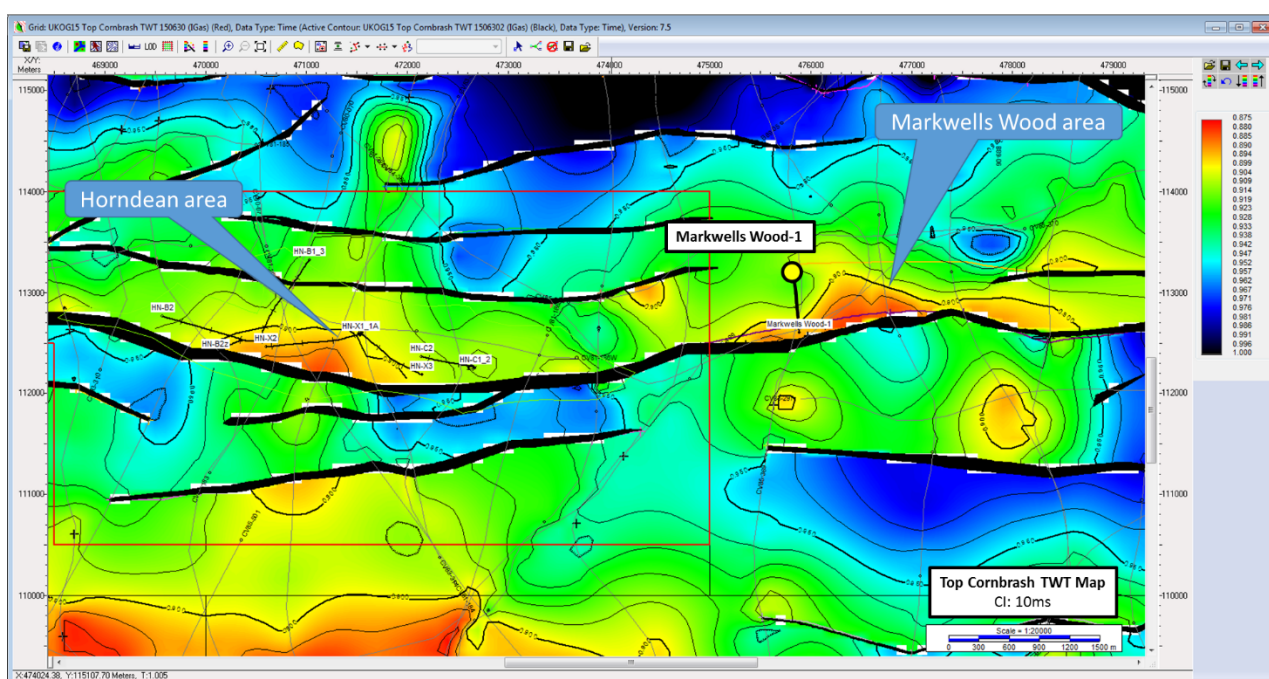 Grid: UKOG15 Top Cornbrash TWT 150630 (IGas) (Red), Data Type: Time (Active Contour: UKOG15 Top Cornbrash TWT 1506302 (IGas) (Black), Data Type: Time), Version: 7.5
LOD
X/Y:
Meters
469000 470000 471000 472000 473000 474000 475000 476000 477000 478000 479000
115000
115000
Markwells Wood area
114000
114000
Horndean area
Markwells Wood-1
HN-B1_3
113000
113000
HN-B2
HN-X1_1A
Markwells Wood-1
HN-B2z
HN-X2
HN-C2
HN-C1_2
HN-X3
112000
112000
111000
111000
110000
110000
Top Cornbrash TWT Map
CI: 10ms
Scale = 1:20000
0 300 600 900 1200 1500 m
0.875
0.880
0.885
0.890
0.894
0.899
0.904
0.909
0.914
0.919
0.923
0.928
0.933
0.938
0.942
0.947
0.952
0.957
0.962
0.967
0.971
0.976
0.981
0.986
0.991
0.996
1.000
X:474024.38, Y:115107.70 Meters, T:1.005